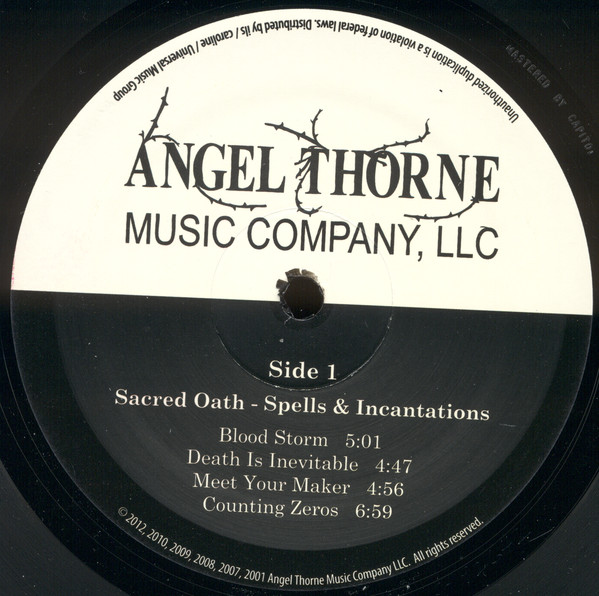 Unauthorized duplication is a violation of federal laws. Distributed by ils / caroline / Universal Music Group
MASTERED BY CAPITOL
ANGEL THORNE
MUSIC COMPANY, LLC
Side 1
Sacred Oath - Spells & Incantations
Blood Storm 5:01
Death Is Inevitable 4:47
Meet Your Maker 4:56
Counting Zeros 6:59
© 2012, 2010, 2009, 2008, 2007, 2001 Angel Thorne Music Company LLC. All rights reserved.